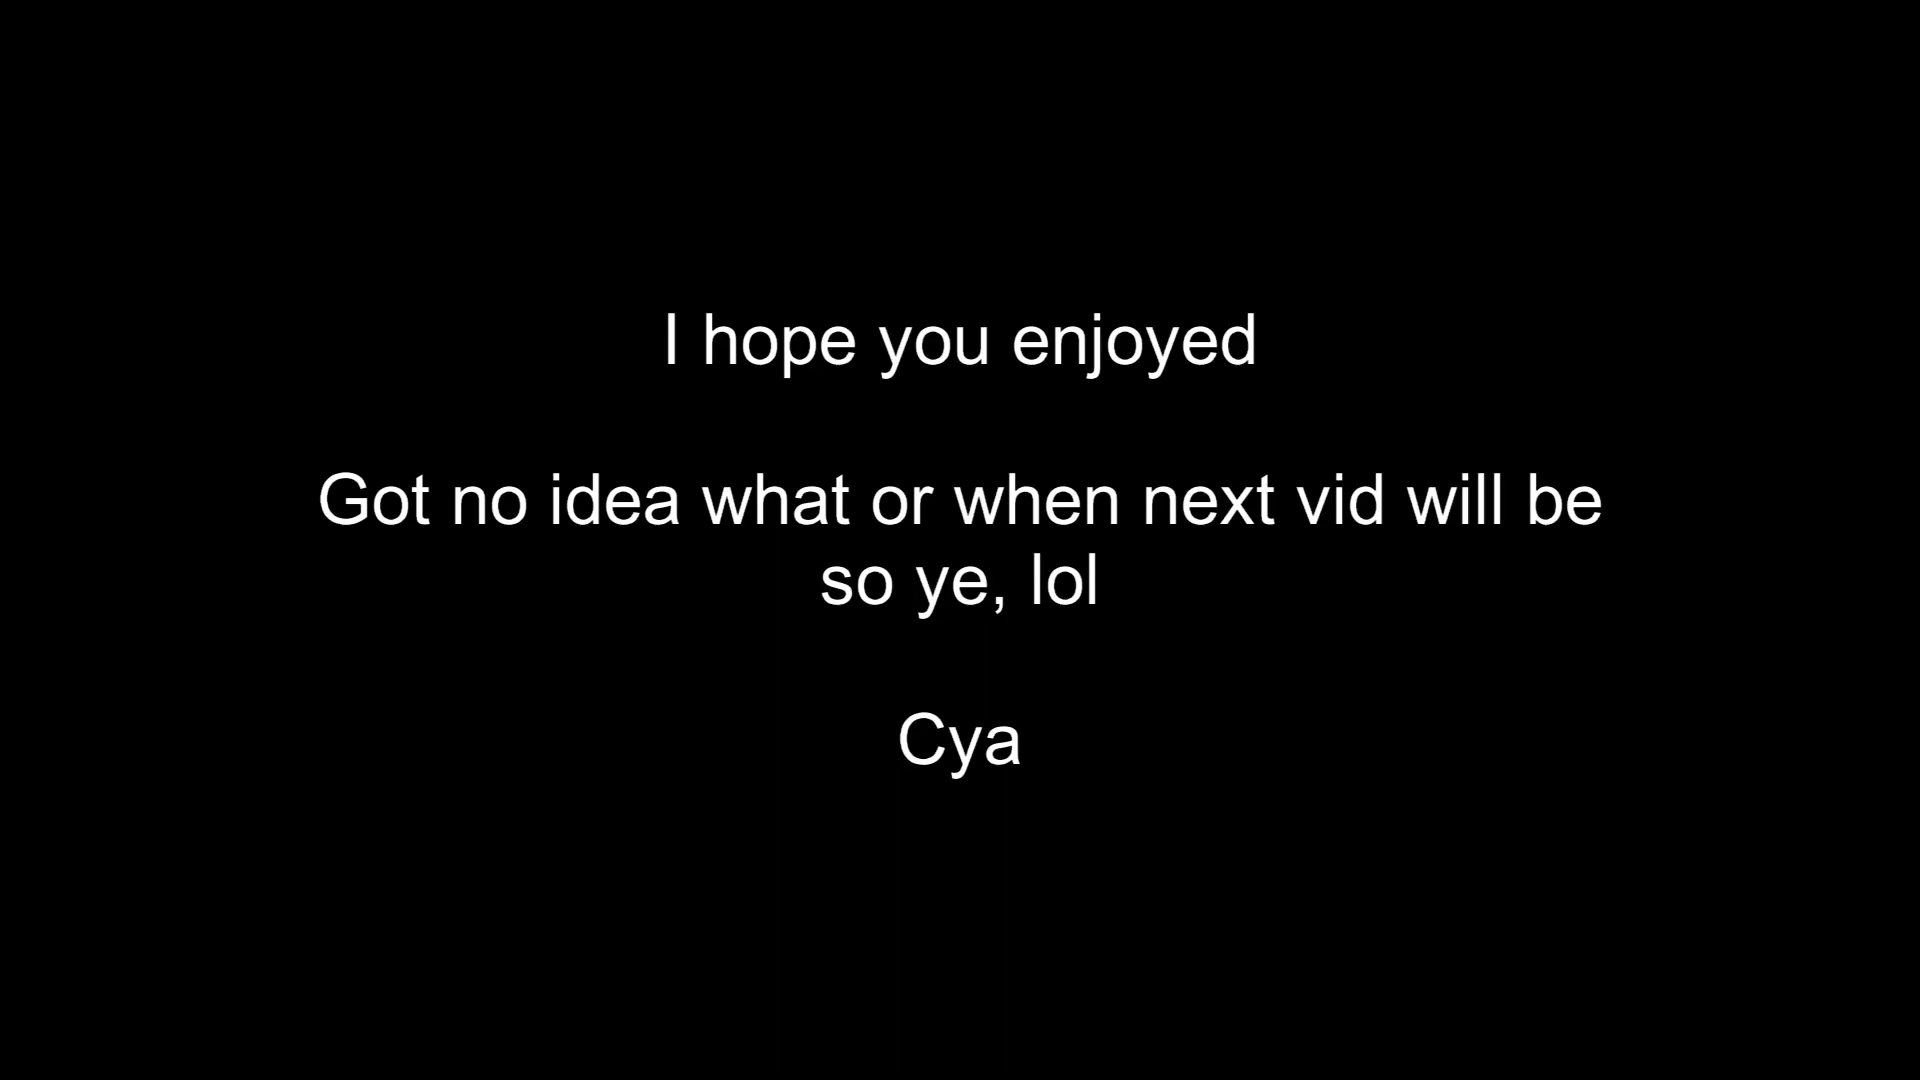 I hope you enjoyed
Got no idea what or when next vid will be
so ye, lol
Cya